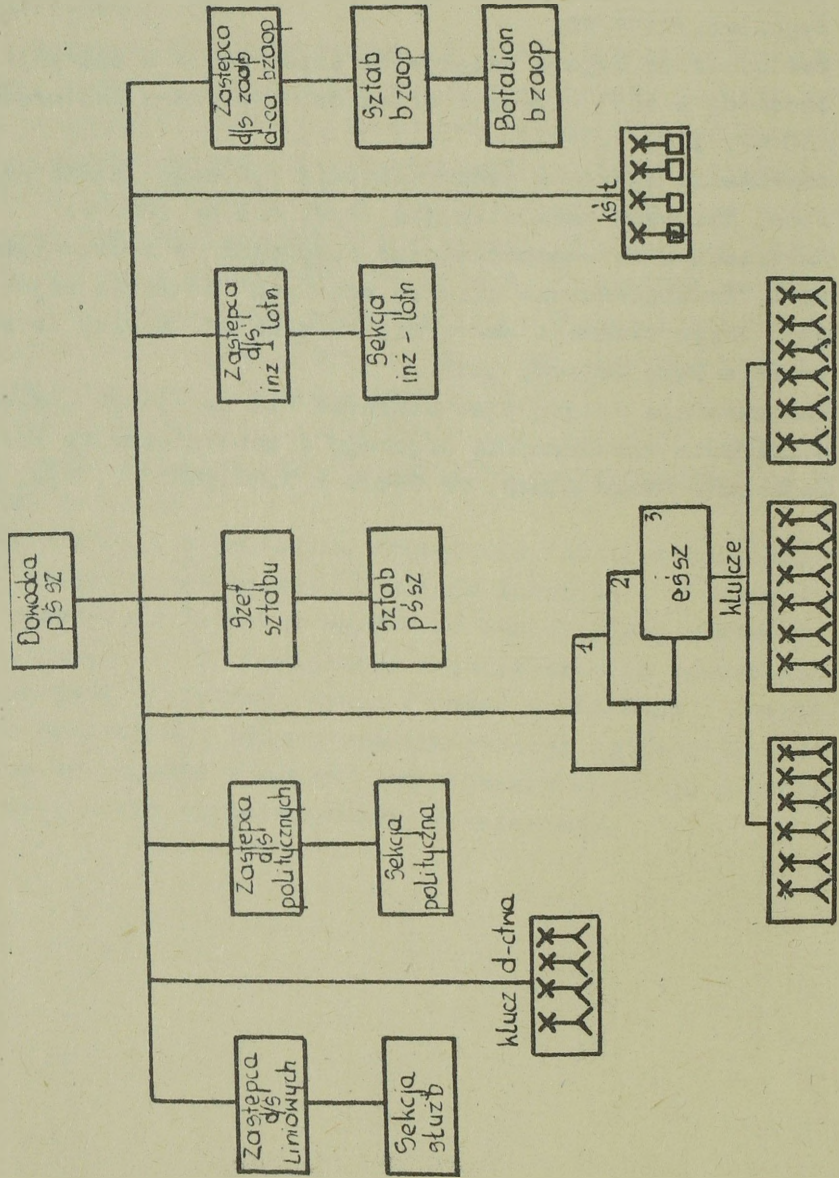 Dowódca
pśsz
Zastępca
d/s
Liniowych
Sekcja
służb
klucz d-ctwa
Zastępca
d/s
politycznych
Sekcja
polityczna
Szef
sztabu
Sztab
pśsz
1
2
3
eśsz
klucze
Zastępca
d/s
inż i lotn
Sekcja
inż - lotn
kśt
Zastępca
d/s zaop
d-ca bzaop
Sztab
bzaop
Batalion
bzaop